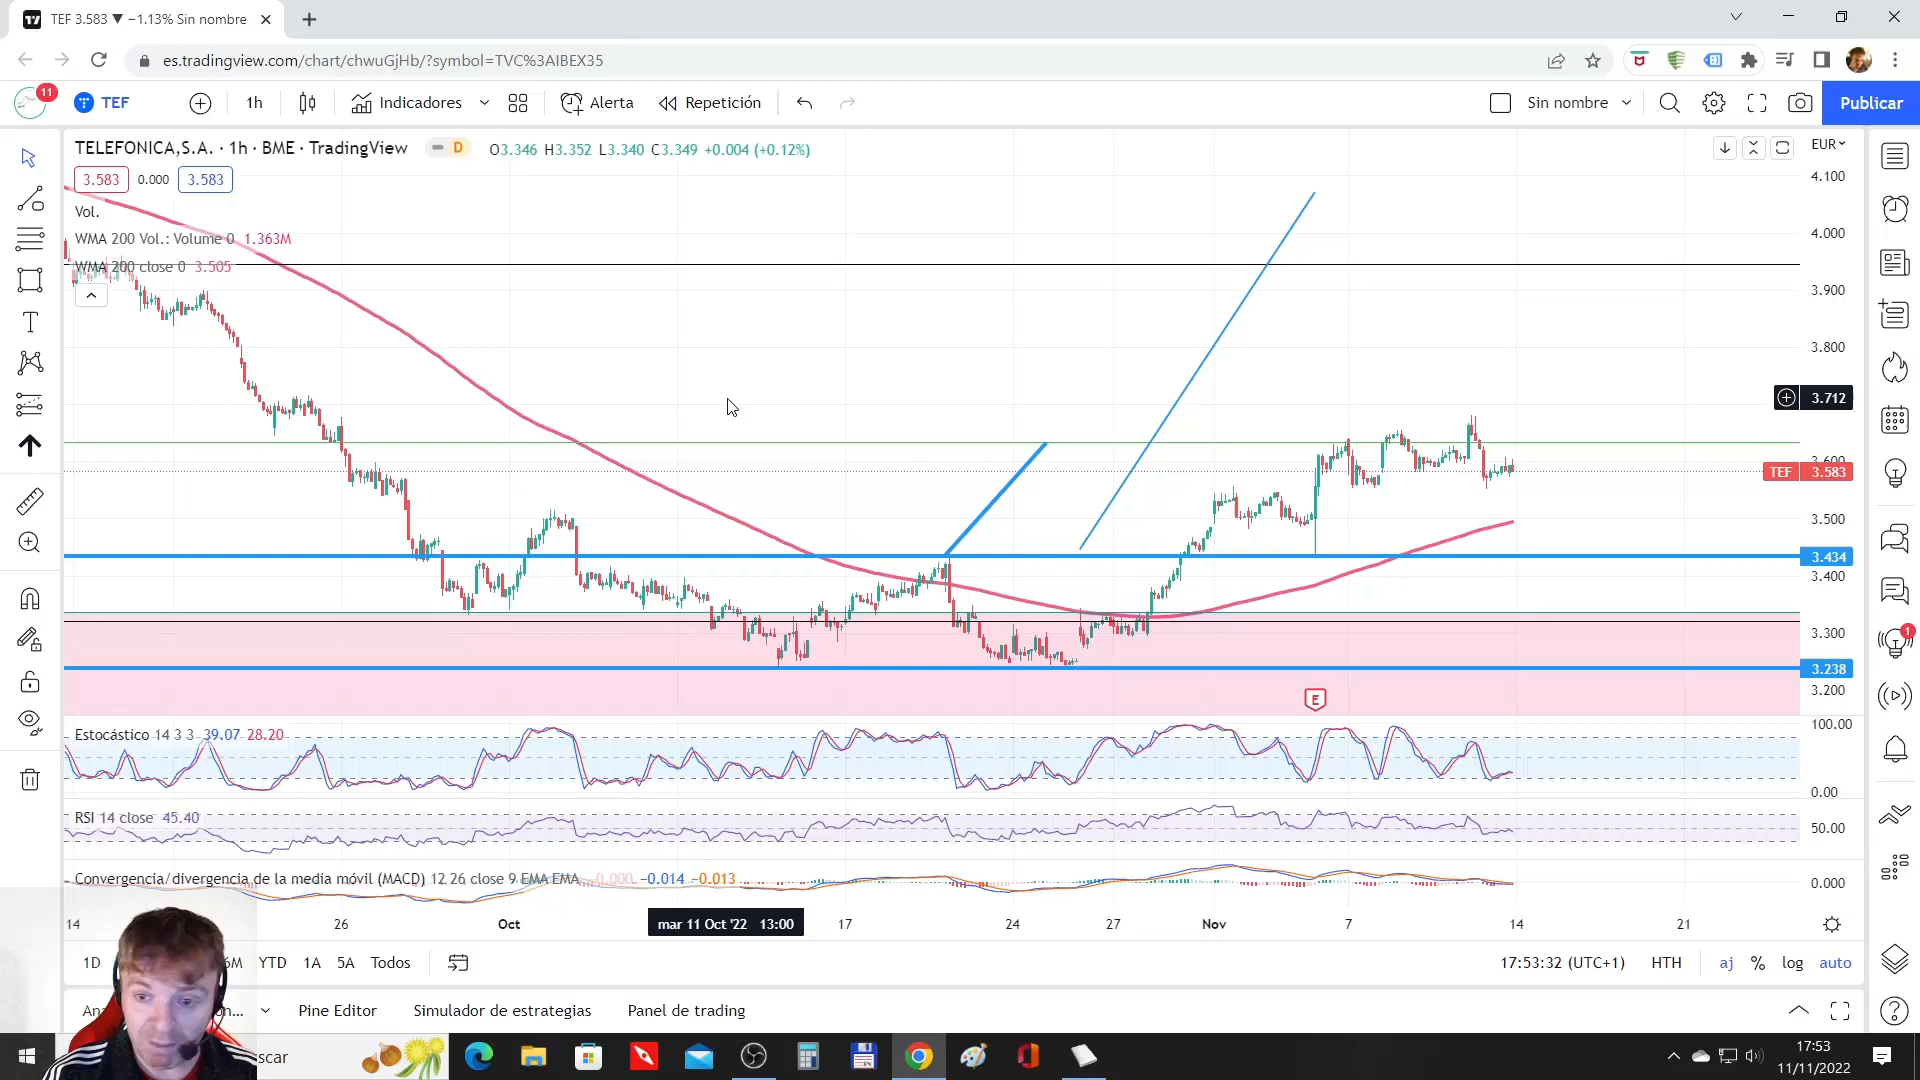 TEF 3.583 ▼ −1.13% Sin nombre
es.tradingview.com/chart/chwuGjHb/?symbol=TVC%3AIBEX35
11
TEF
1h
Indicadores
Alerta
Repetición
Sin nombre
Publicar
TELEFONICA,S.A. · 1h · BME · TradingView
D
O3.346 H3.352 L3.340 C3.349 +0.004 (+0.12%)
EUR
3.583
0.000
3.583
Vol.
WMA 200 Vol.: Volume 0 1.363M
WMA 200 close 0 3.505
4.100
4.000
3.900
3.800
3.712
3.600
TEF 3.583
3.500
3.434
3.400
3.300
3.238
3.200
E
1
Estocástico 14 3 3 39.07 28.20
100.00
0.00
RSI 14 close 45.40
50.00
Convergencia/divergencia de la media móvil (MACD) 12 26 close 9 EMA EMA −0.000 −0.014 −0.013
0.000
14
26
Oct
mar 11 Oct '22 13:00
17
24
27
Nov
7
14
21
1D
6M
YTD
1A
5A
Todos
17:53:32 (UTC+1)
HTH
aj
%
log
auto
Pine Editor
Simulador de estrategias
Panel de trading
17:53
11/11/2022